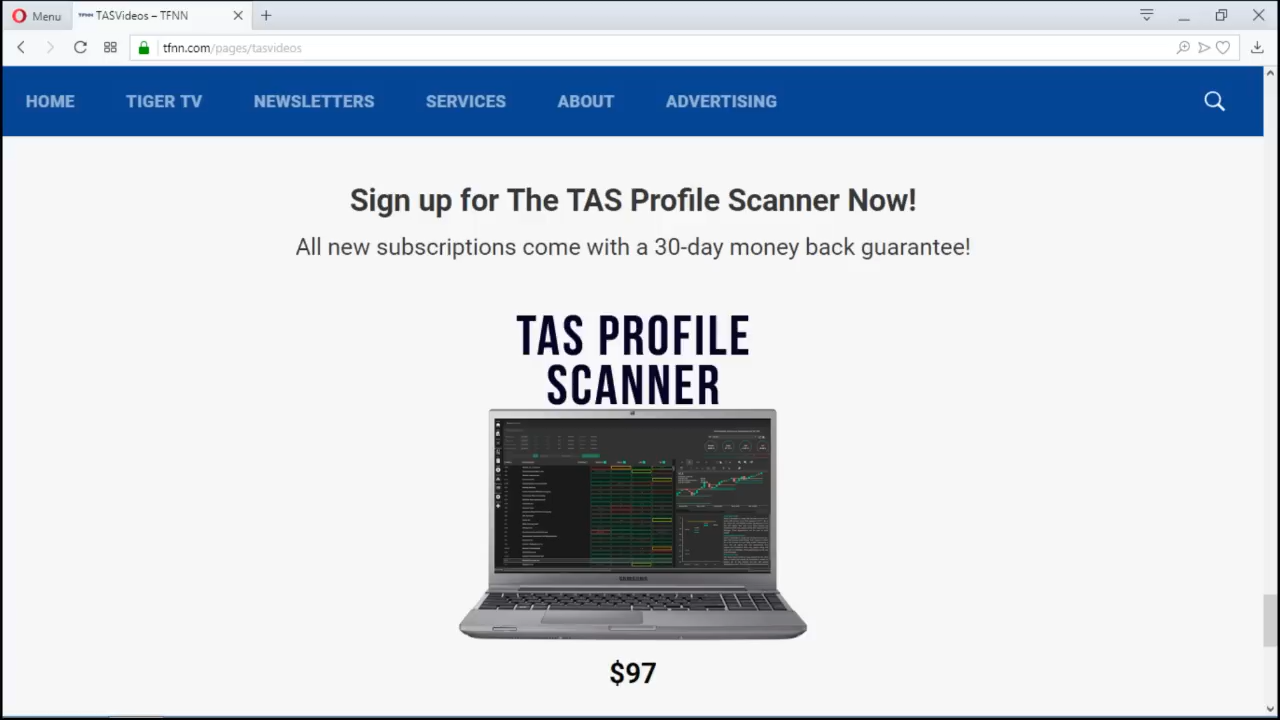 Menu
TFNN TASVideos – TFNN
tfnn.com/pages/tasvideos
HOME TIGER TV NEWSLETTERS SERVICES ABOUT ADVERTISING
Sign up for The TAS Profile Scanner Now!
All new subscriptions come with a 30-day money back guarantee!
TAS PROFILE
SCANNER
SAMSUNG
$97